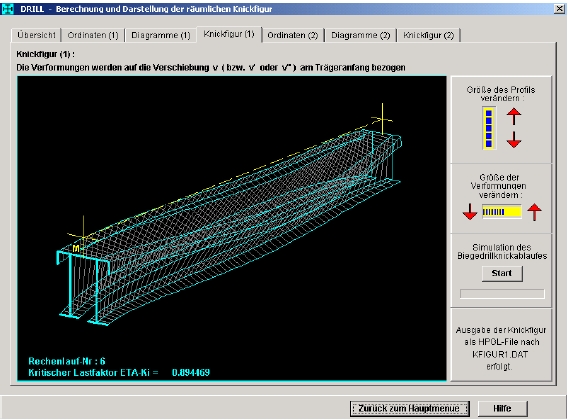 DRILL - Berechnung und Darstellung der räumlichen Knickfigur
Übersicht
Ordinaten (1)
Diagramme (1)
Knickfigur (1)
Ordinaten (2)
Diagramme (2)
Knickfigur (2)
Knickfigur (1) :
Die Verformungen werden auf die Verschiebung v ( bzw. v' oder v'' ) am Trägeranfang bezogen
Größe des Profils
verändern :
Größe der
Verformungen
verändern :
Simulation des
Biegedrillknickablaufes
Start
Ausgabe der Knickfigur
als HPGL-File nach
KFIGUR1.DAT
erfolgt.
M
Rechenlauf-Nr : 6
Kritischer Lastfaktor ETA-Ki = 0.894469
Zurück zum Hauptmenue
Hilfe